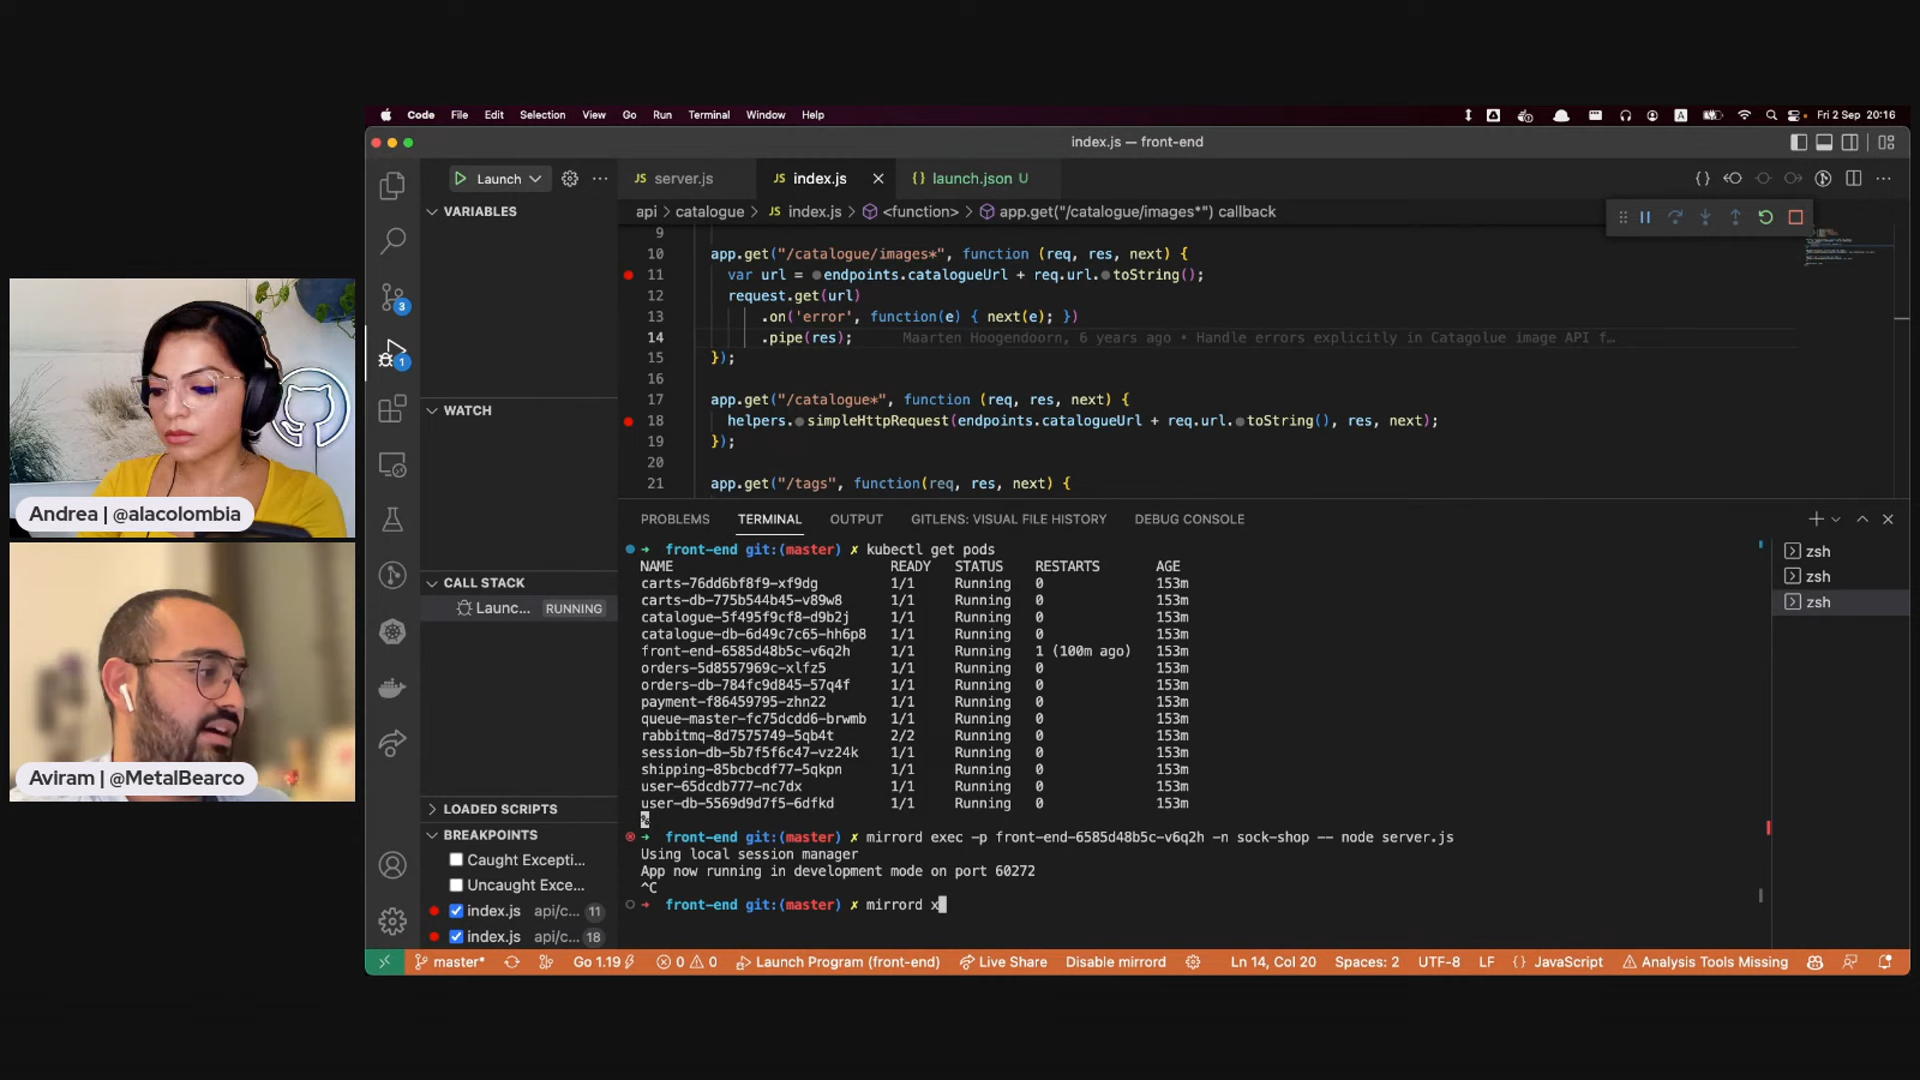 Code File Edit Selection View Go Run Terminal Window Help
A
Fri 2 Sep 20:16
index.js — front-end
Launch
JS server.js
JS index.js
{} launch.json U
api > catalogue > JS index.js > <function> > app.get("/catalogue/images*") callback
VARIABLES
WATCH
CALL STACK
Launc... RUNNING
LOADED SCRIPTS
BREAKPOINTS
Caught Excepti...
Uncaught Exce...
index.js api/c... 11
index.js api/c... 18
3
1
9
10 app.get("/catalogue/images*", function (req, res, next) {
11 var url = endpoints.catalogueUrl + req.url.toString();
12 request.get(url)
13 .on('error', function(e) { next(e); })
14 .pipe(res); Maarten Hoogendoorn, 6 years ago • Handle errors explicitly in Catagolue image API f…
15 });
16
17 app.get("/catalogue*", function (req, res, next) {
18 helpers.simpleHttpRequest(endpoints.catalogueUrl + req.url.toString(), res, next);
19 });
20
21 app.get("/tags", function(req, res, next) {
PROBLEMS TERMINAL OUTPUT GITLENS: VISUAL FILE HISTORY DEBUG CONSOLE
zsh
zsh
zsh
➜ front-end git:(master) ✗ kubectl get pods
NAME READY STATUS RESTARTS AGE
carts-76dd6bf8f9-xf9dg 1/1 Running 0 153m
carts-db-775b544b45-v89w8 1/1 Running 0 153m
catalogue-5f495f9cf8-d9b2j 1/1 Running 0 153m
catalogue-db-6d49c7c65-hh6p8 1/1 Running 0 153m
front-end-6585d48b5c-v6q2h 1/1 Running 1 (100m ago) 153m
orders-5d8557969c-xlfz5 1/1 Running 0 153m
orders-db-784fc9d845-57q4f 1/1 Running 0 153m
payment-f86459795-zhn22 1/1 Running 0 153m
queue-master-fc75dcdd6-brwmb 1/1 Running 0 153m
rabbitmq-8d7575749-5qb4t 2/2 Running 0 153m
session-db-5b7f5f6c47-vz24k 1/1 Running 0 153m
shipping-85bcbcdf77-5qkpn 1/1 Running 0 153m
user-65dcdb777-nc7dx 1/1 Running 0 153m
user-db-5569d9d7f5-6dfkd 1/1 Running 0 153m
%
➜ front-end git:(master) ✗ mirrord exec -p front-end-6585d48b5c-v6q2h -n sock-shop -- node server.js
Using local session manager
App now running in development mode on port 60272
^C
➜ front-end git:(master) ✗ mirrord x
master* Go 1.19 0 0 Launch Program (front-end) Live Share Disable mirrord Ln 14, Col 20 Spaces: 2 UTF-8 LF {} JavaScript Analysis Tools Missing
Andrea | @alacolombia
Aviram | @MetalBearco